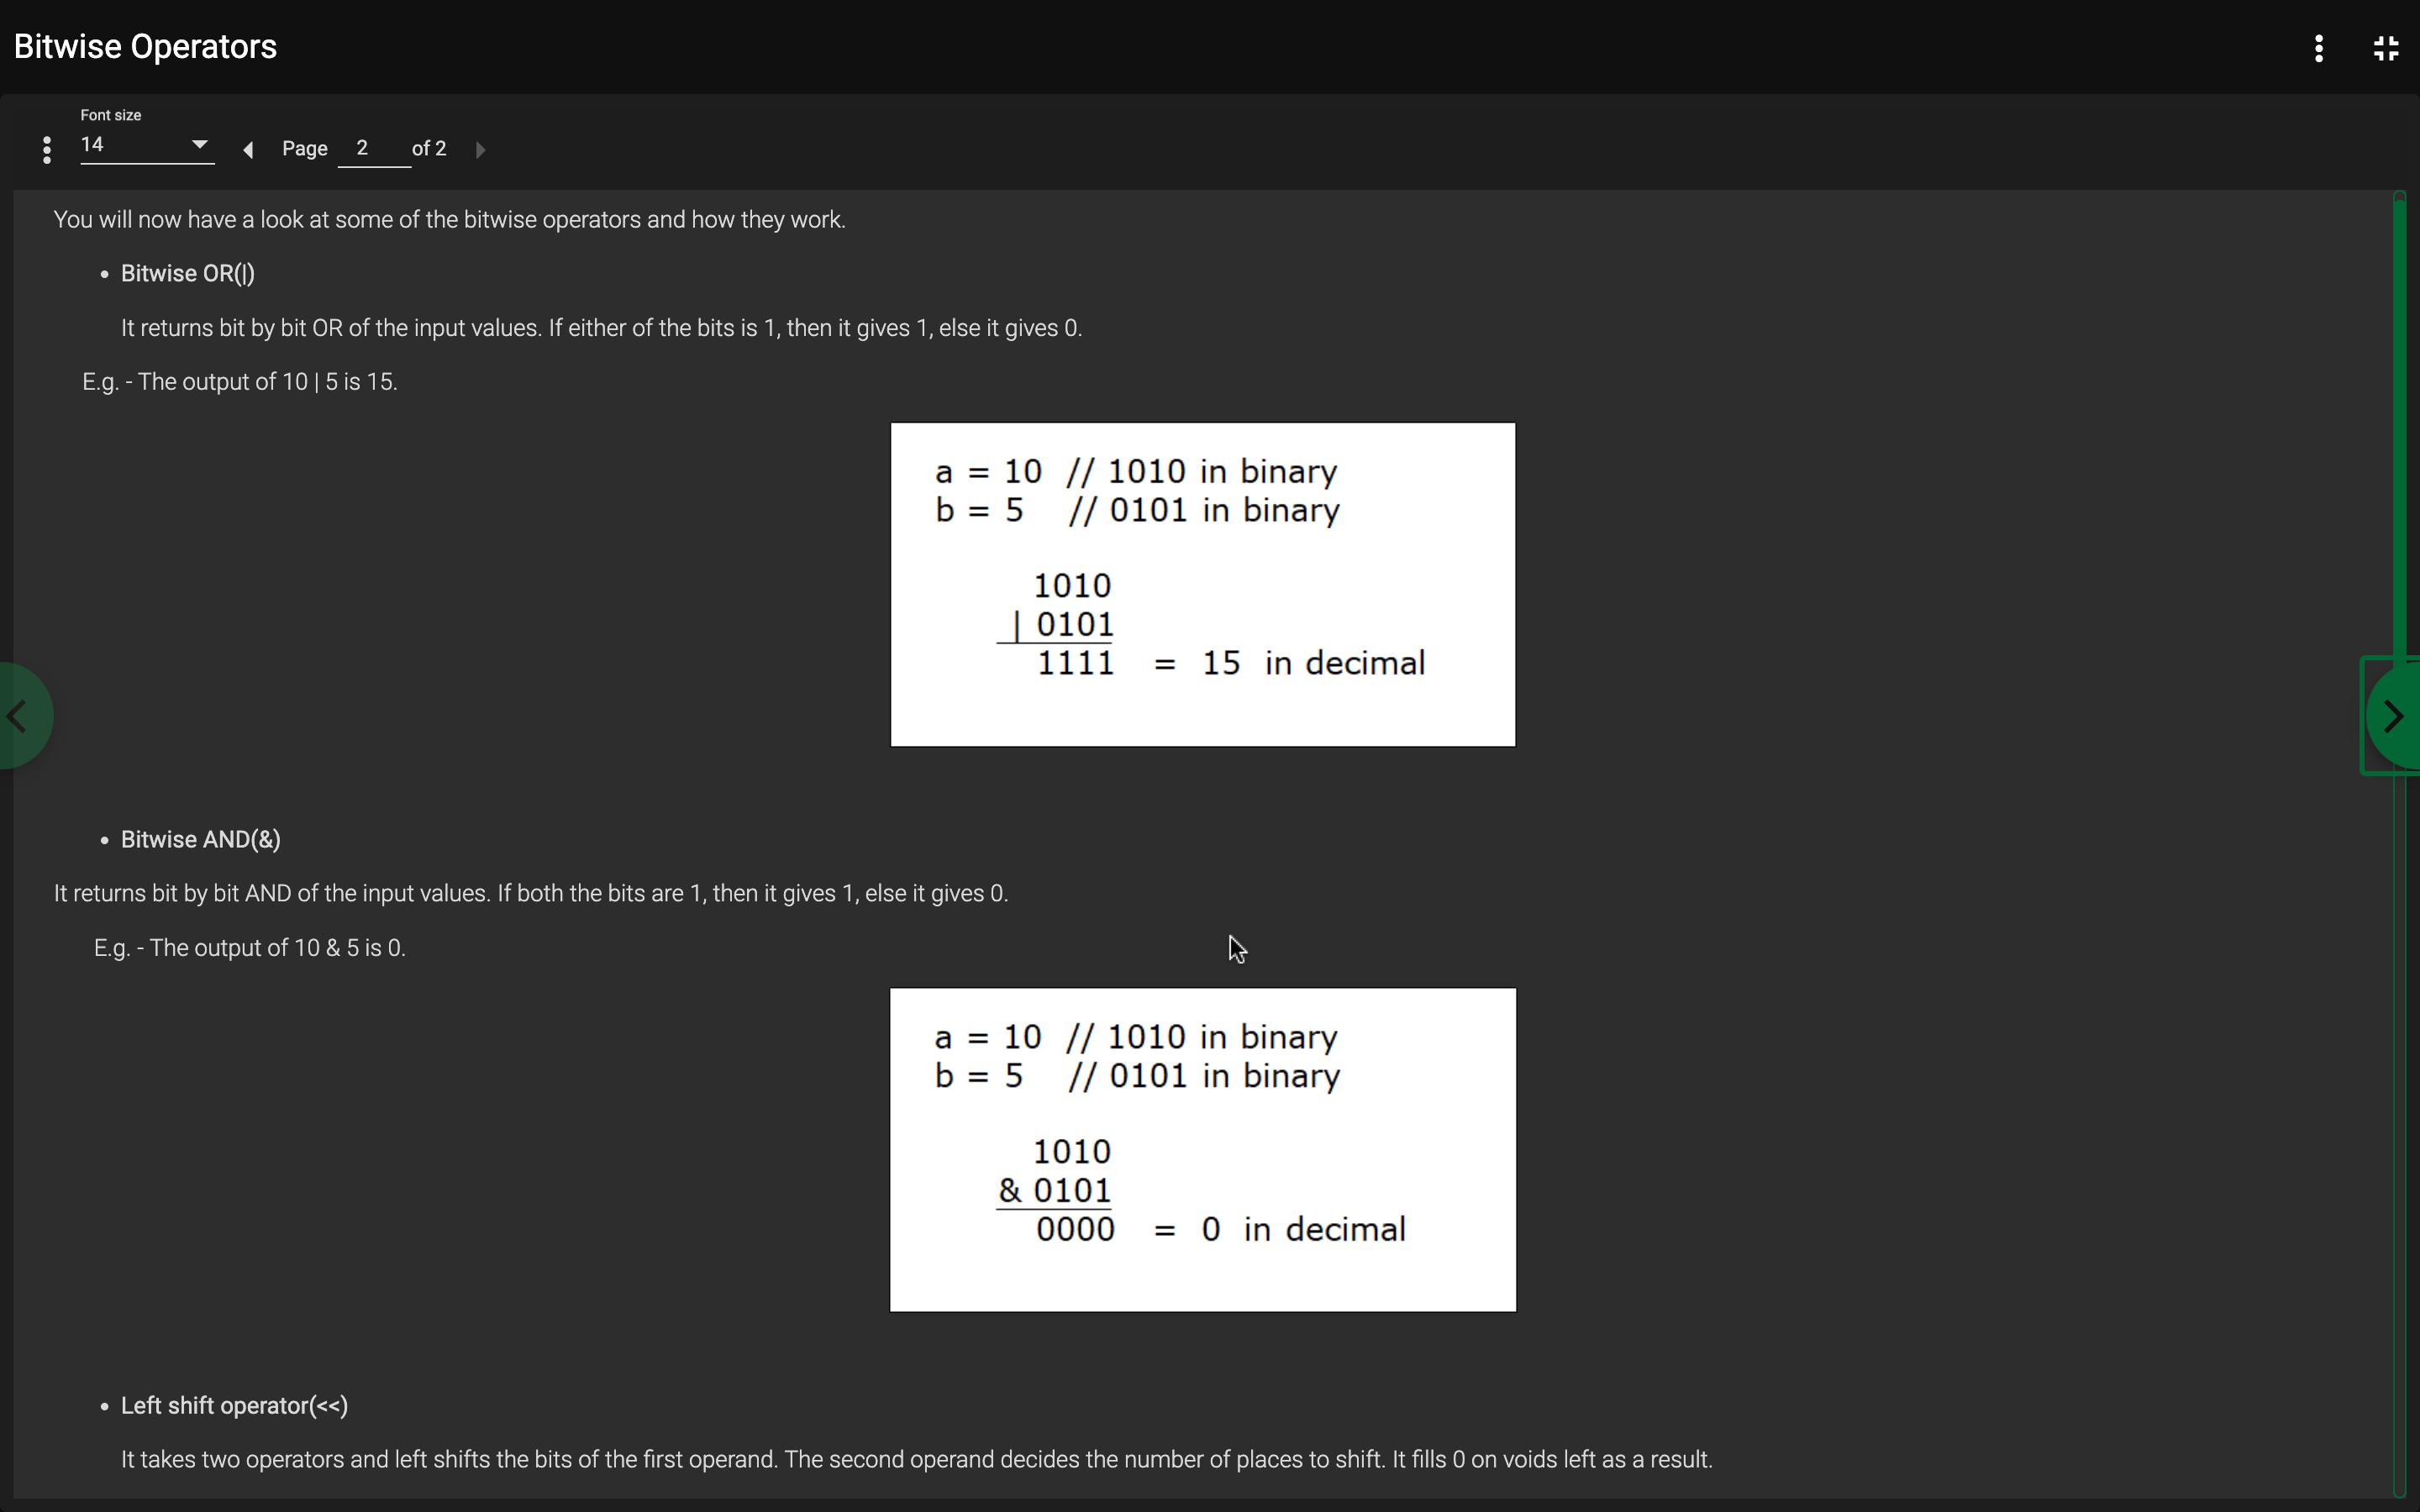 Bitwise Operators
Font size
14
Page 2 of 2
You will now have a look at some of the bitwise operators and how they work.
• Bitwise OR(|)
It returns bit by bit OR of the input values. If either of the bits is 1, then it gives 1, else it gives 0.
E.g. - The output of 10 | 5 is 15.
a = 10 // 1010 in binary
b = 5 // 0101 in binary
1010
| 0101
1111 = 15 in decimal
• Bitwise AND(&)
It returns bit by bit AND of the input values. If both the bits are 1, then it gives 1, else it gives 0.
E.g. - The output of 10 & 5 is 0.
a = 10 // 1010 in binary
b = 5 // 0101 in binary
1010
& 0101
0000 = 0 in decimal
• Left shift operator(<<)
It takes two operators and left shifts the bits of the first operand. The second operand decides the number of places to shift. It fills 0 on voids left as a result.